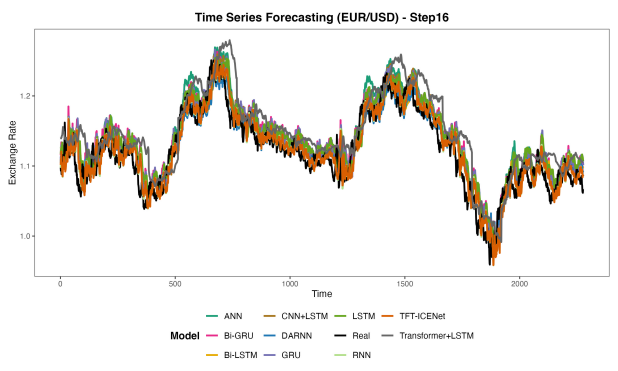 Time Series Forecasting (EUR/USD) - Step16
Exchange Rate
1.2
1.1
1.0
0 500 1000 1500 2000
Time
Model
ANN CNN+LSTM LSTM TFT-ICENet
Bi-GRU DARNN Real Transformer+LSTM
Bi-LSTM GRU RNN